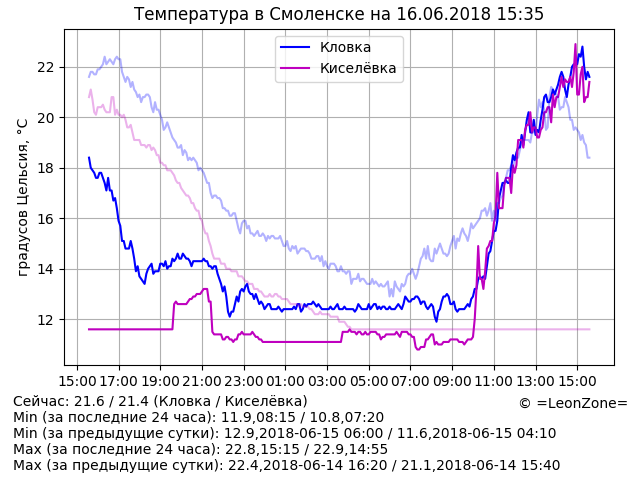 Температура в Смоленске на 16.06.2018 15:35
Кловка
Киселёвка
градусов Цельсия, °C
22
20
18
16
14
12
15:00 17:00 19:00 21:00 23:00 01:00 03:00 05:00 07:00 09:00 11:00 13:00 15:00
Сейчас: 21.6 / 21.4 (Кловка / Киселёвка)
© =LeonZone=
Min (за последние 24 часа): 11.9,08:15 / 10.8,07:20
Min (за предыдущие сутки): 12.9,2018-06-15 06:00 / 11.6,2018-06-15 04:10
Max (за последние 24 часа): 22.8,15:15 / 22.9,14:55
Max (за предыдущие сутки): 22.4,2018-06-14 16:20 / 21.1,2018-06-14 15:40